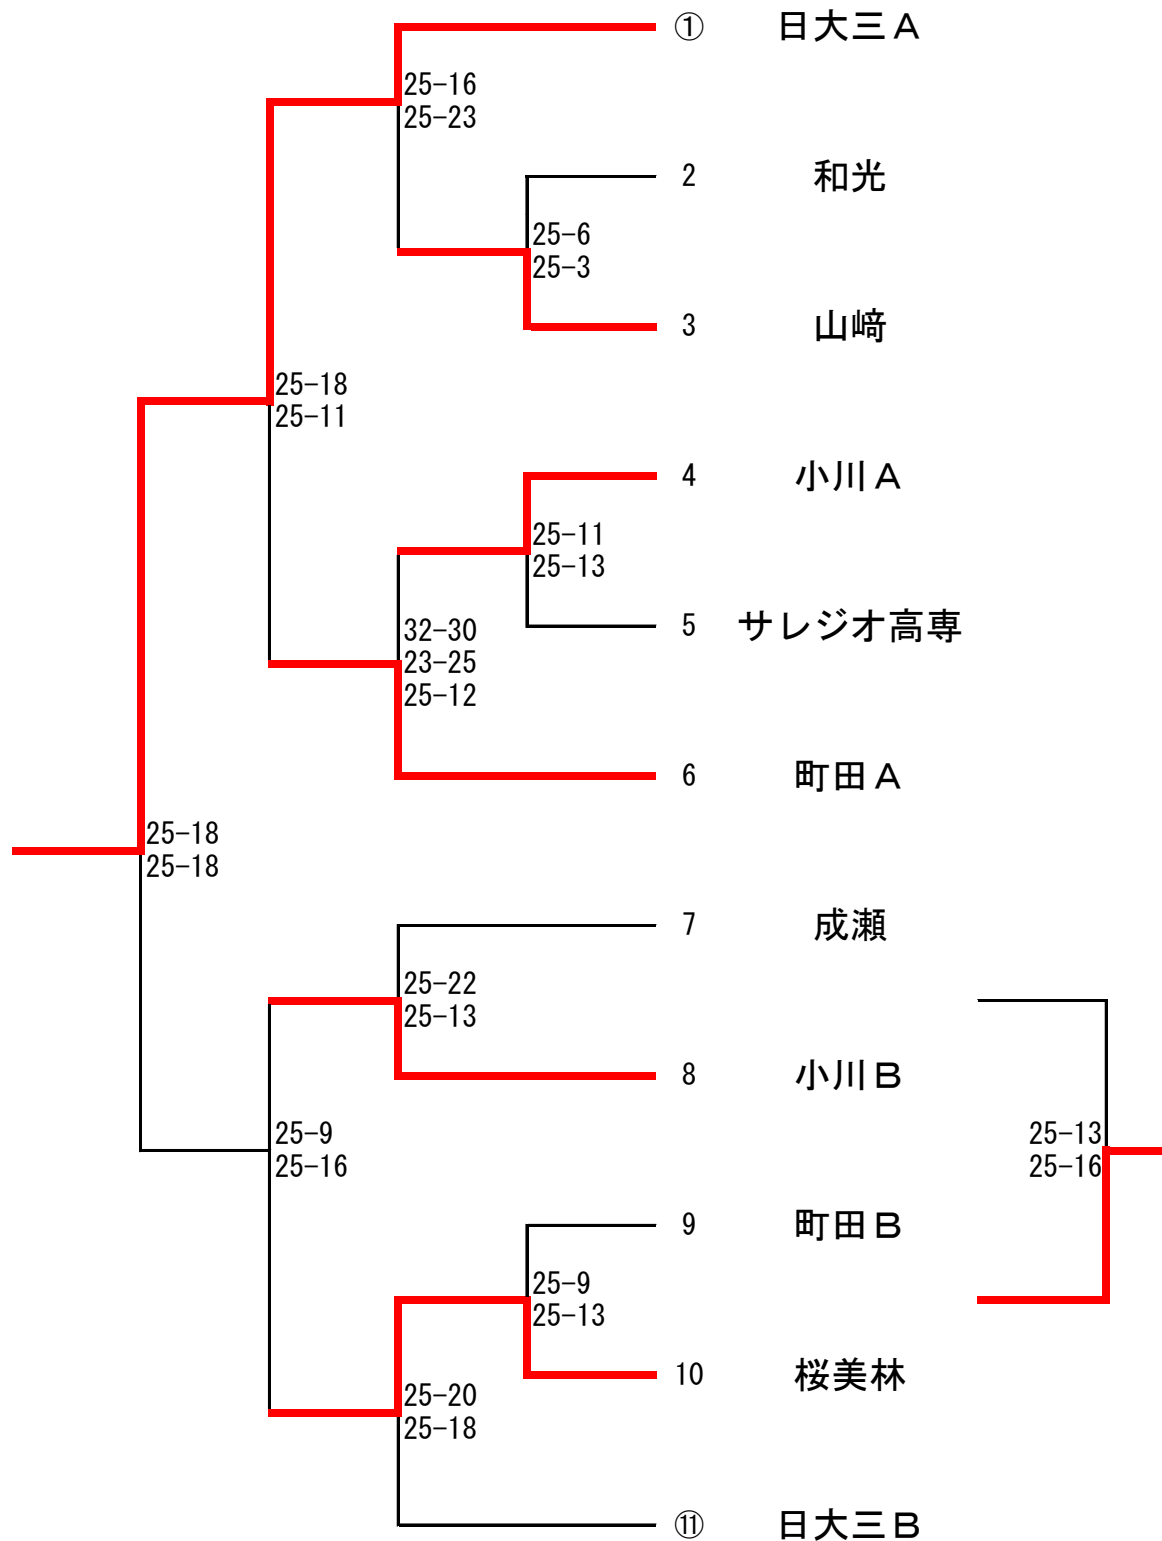 ① 日大三Ａ
25-16
25-23
2 和光
25-6
25-3
3 山﨑
25-18
25-11
4 小川Ａ
25-11
25-13
5 サレジオ高専
32-30
23-25
25-12
6 町田Ａ
25-18
25-18
7 成瀬
25-22
25-13
8 小川Ｂ
25-9
25-16
25-13
25-16
9 町田Ｂ
25-9
25-13
10 桜美林
25-20
25-18
⑪ 日大三Ｂ